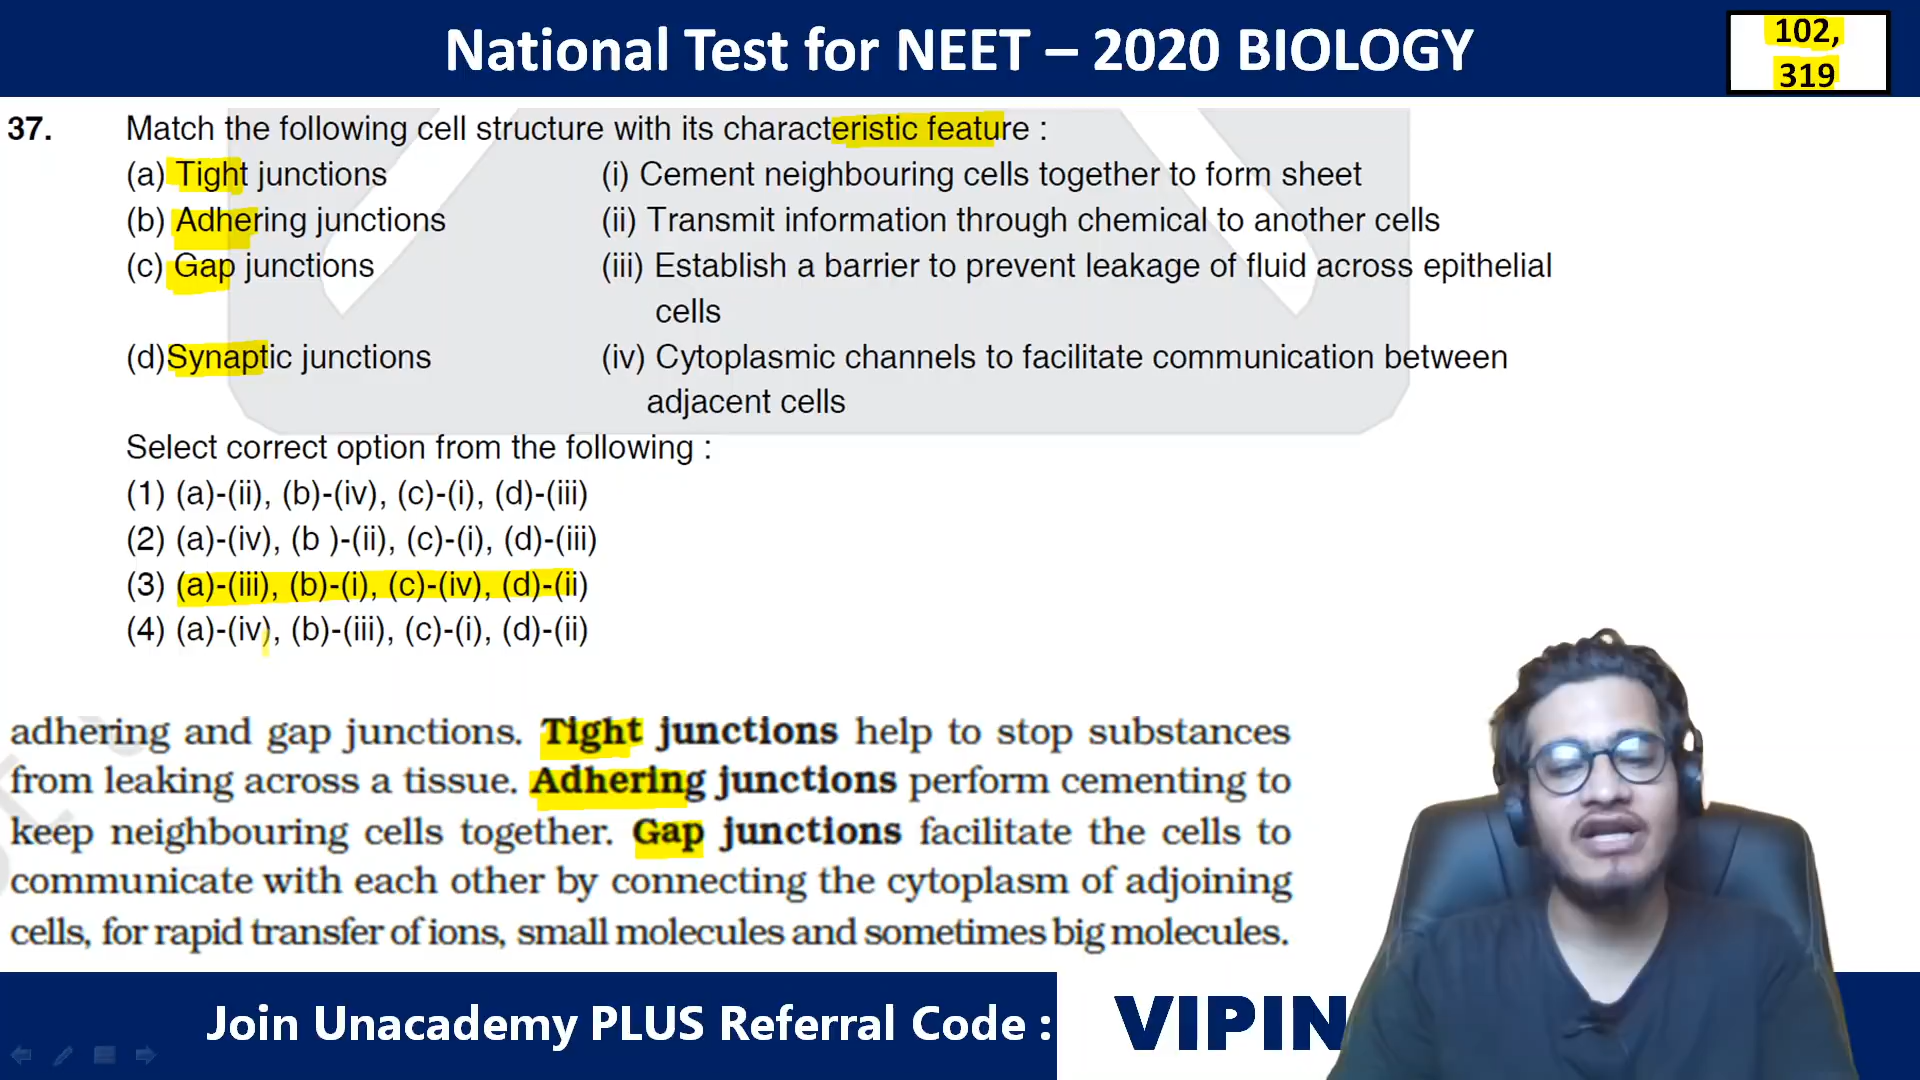 National Test for NEET – 2020 BIOLOGY
102,
319
37. Match the following cell structure with its characteristic feature :
(a) Tight junctions (i) Cement neighbouring cells together to form sheet
(b) Adhering junctions (ii) Transmit information through chemical to another cells
(c) Gap junctions (iii) Establish a barrier to prevent leakage of fluid across epithelial
cells
(d)Synaptic junctions (iv) Cytoplasmic channels to facilitate communication between
adjacent cells
Select correct option from the following :
(1) (a)-(ii), (b)-(iv), (c)-(i), (d)-(iii)
(2) (a)-(iv), (b )-(ii), (c)-(i), (d)-(iii)
(3) (a)-(iii), (b)-(i), (c)-(iv), (d)-(ii)
(4) (a)-(iv), (b)-(iii), (c)-(i), (d)-(ii)
adhering and gap junctions. Tight junctions help to stop substances
from leaking across a tissue. Adhering junctions perform cementing to
keep neighbouring cells together. Gap junctions facilitate the cells to
communicate with each other by connecting the cytoplasm of adjoining
cells, for rapid transfer of ions, small molecules and sometimes big molecules.
Join Unacademy PLUS Referral Code :
VIPIN